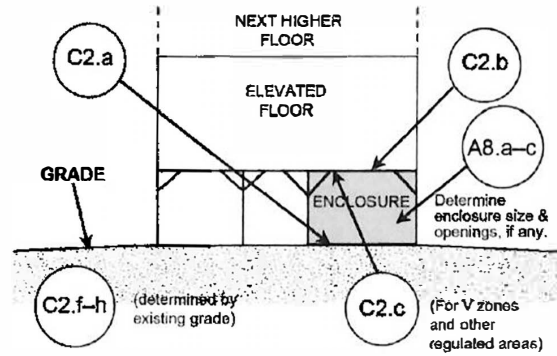 NEXT HIGHER
FLOOR
C2.a
C2.b
ELEVATED
FLOOR
A8.a–c
GRADE
ENCLOSURE
Determine
enclosure size &
openings, if any.
C2.f–h
(determined by
existing grade)
C2.c
(For V zones
and other
regulated areas)